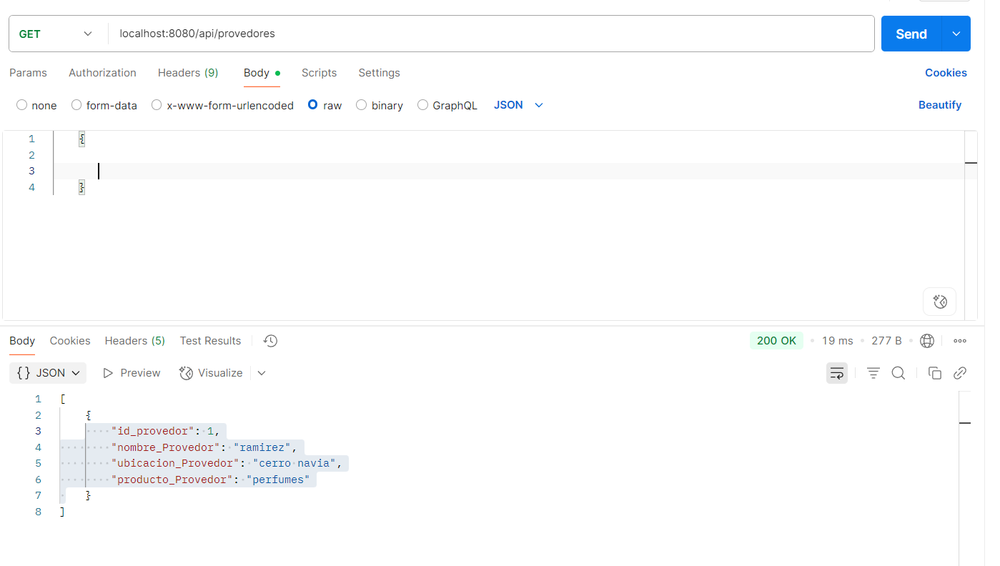 GET localhost:8080/api/provedores Send
Params Authorization Headers (9) Body Scripts Settings Cookies
none form-data x-www-form-urlencoded raw binary GraphQL JSON Beautify
1 {
2
3
4 }
Body Cookies Headers (5) Test Results 200 OK 19 ms 277 B
{} JSON Preview Visualize
1 [
2 {
3 "id_provedor": 1,
4 "nombre_Provedor": "ramirez",
5 "ubicacion_Provedor": "cerro navia",
6 "producto_Provedor": "perfumes"
7 }
8 ]